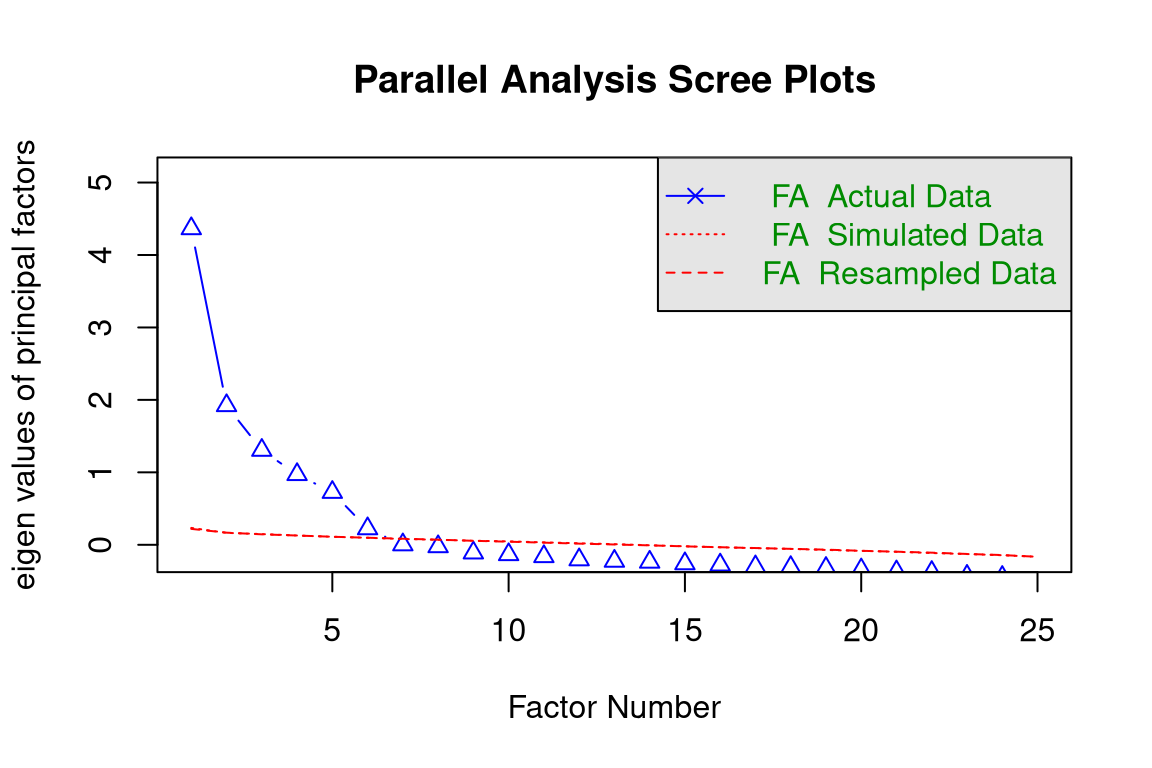 Parallel Analysis Scree Plots
eigen values of principal factors
5
4
3
2
1
0
FA Actual Data
FA Simulated Data
FA Resampled Data
5 10 15 20 25
Factor Number